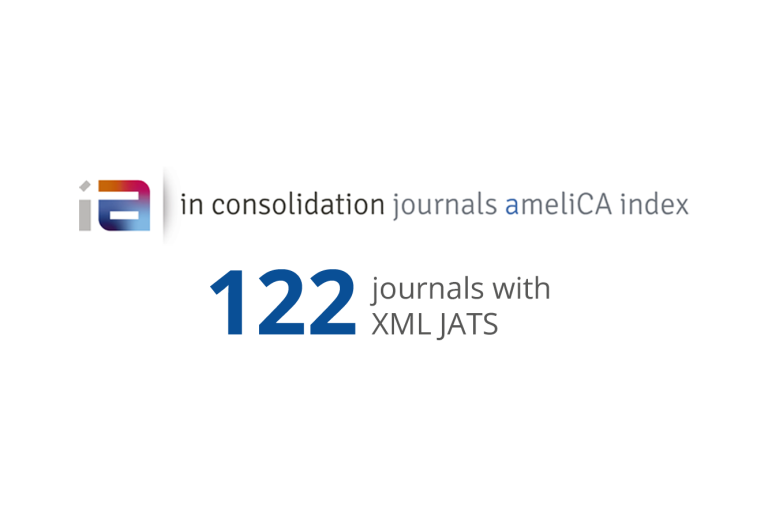 ia
in consolidation journals ameliCA index
122
journals with
XML JATS